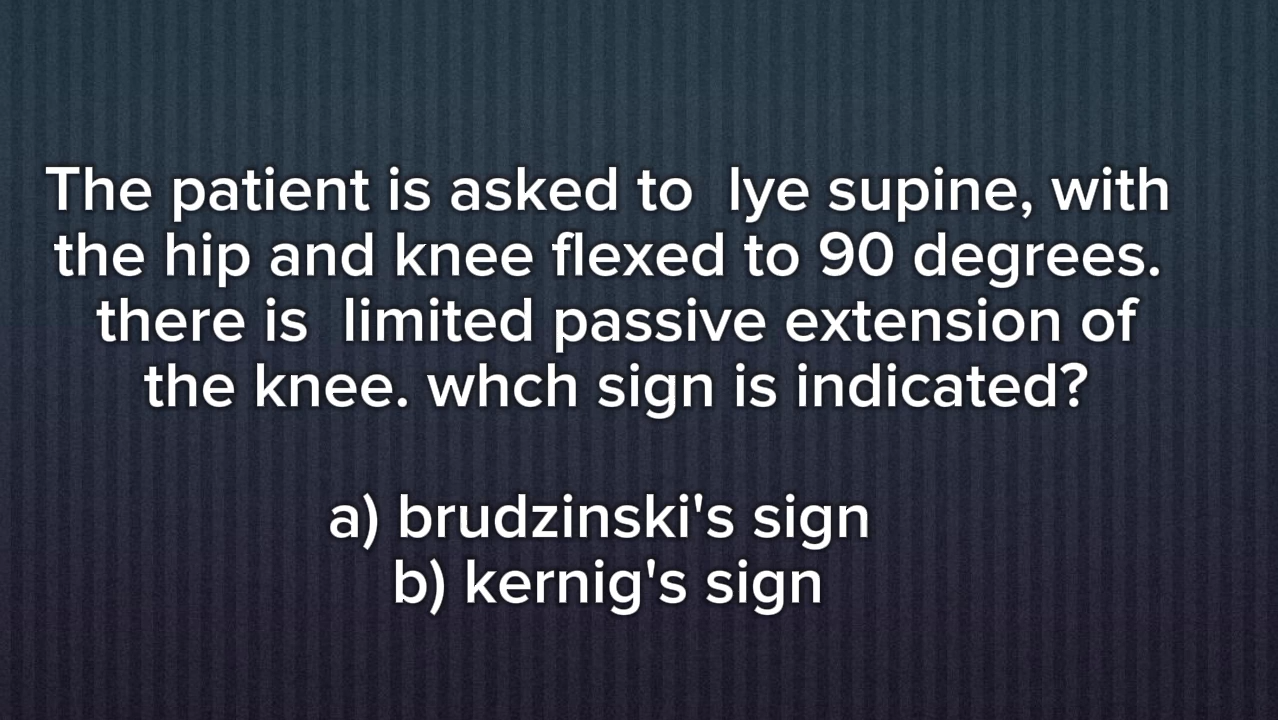 The patient is asked to  lye supine, with
the hip and knee flexed to 90 degrees.
there is  limited passive extension of
the knee. whch sign is indicated?
a) brudzinski's sign
b) kernig's sign